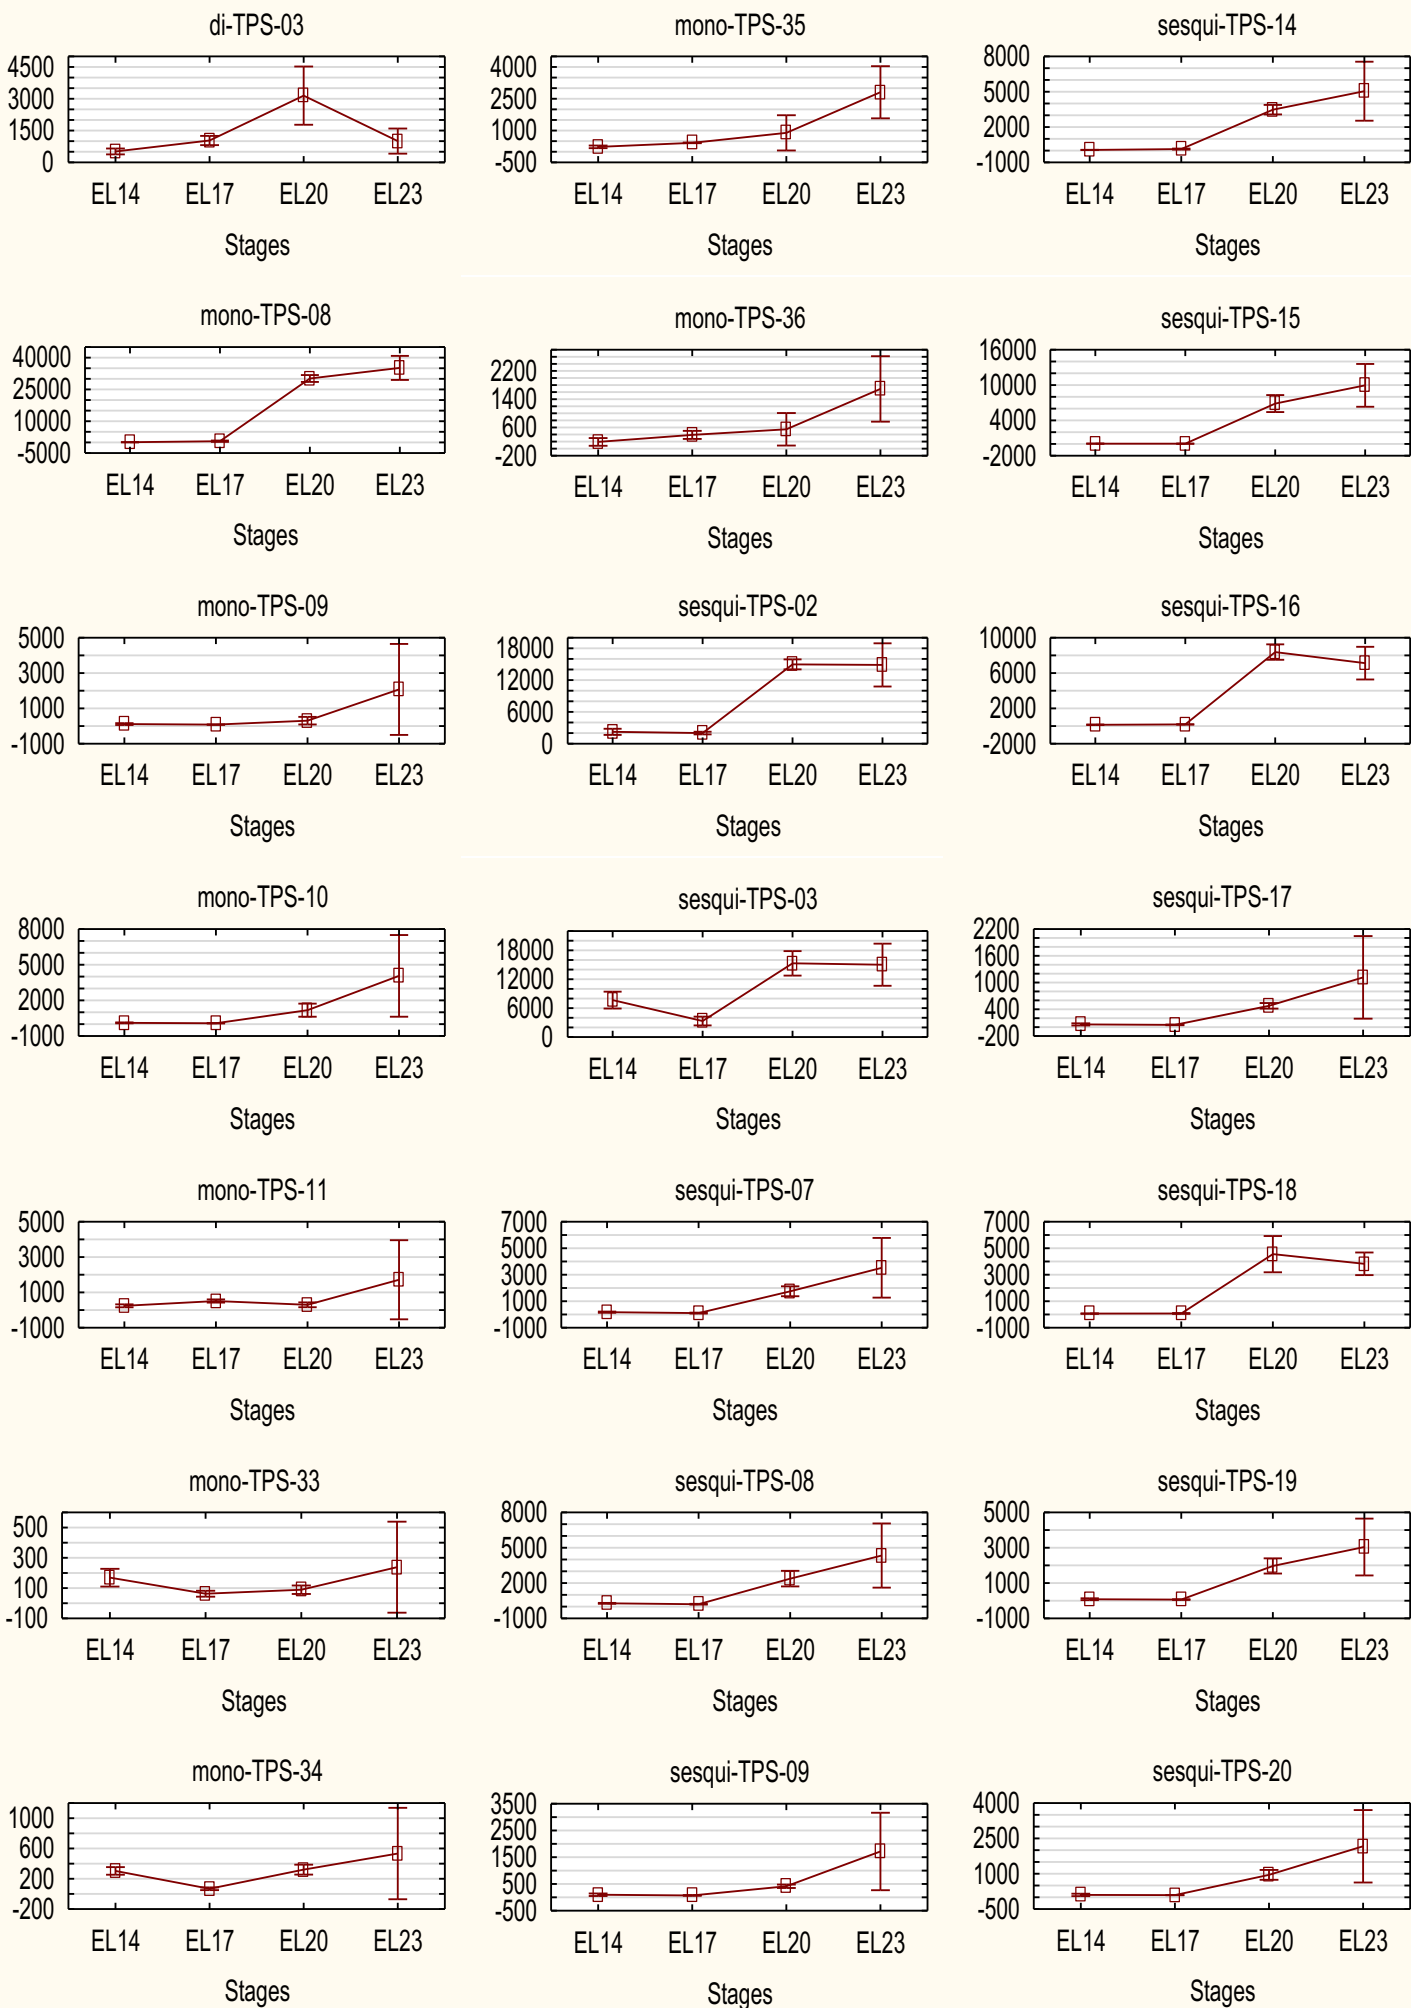 di-TPS-03
4500
3000
1500
0
EL14 EL17 EL20 EL23
Stages
mono-TPS-35
4000
2500
1000
-500
EL14 EL17 EL20 EL23
Stages
sesqui-TPS-14
8000
5000
2000
-1000
EL14 EL17 EL20 EL23
Stages
mono-TPS-08
40000
25000
10000
-5000
EL14 EL17 EL20 EL23
Stages
mono-TPS-36
2200
1400
600
-200
EL14 EL17 EL20 EL23
Stages
sesqui-TPS-15
16000
10000
4000
-2000
EL14 EL17 EL20 EL23
Stages
mono-TPS-09
5000
3000
1000
-1000
EL14 EL17 EL20 EL23
Stages
sesqui-TPS-02
18000
12000
6000
0
EL14 EL17 EL20 EL23
Stages
sesqui-TPS-16
10000
6000
2000
-2000
EL14 EL17 EL20 EL23
Stages
mono-TPS-10
8000
5000
2000
-1000
EL14 EL17 EL20 EL23
Stages
sesqui-TPS-03
18000
12000
6000
0
EL14 EL17 EL20 EL23
Stages
sesqui-TPS-17
2200
1600
1000
400
-200
EL14 EL17 EL20 EL23
Stages
mono-TPS-11
5000
3000
1000
-1000
EL14 EL17 EL20 EL23
Stages
sesqui-TPS-07
7000
5000
3000
1000
-1000
EL14 EL17 EL20 EL23
Stages
sesqui-TPS-18
7000
5000
3000
1000
-1000
EL14 EL17 EL20 EL23
Stages
mono-TPS-33
500
300
100
-100
EL14 EL17 EL20 EL23
Stages
sesqui-TPS-08
8000
5000
2000
-1000
EL14 EL17 EL20 EL23
Stages
sesqui-TPS-19
5000
3000
1000
-1000
EL14 EL17 EL20 EL23
Stages
mono-TPS-34
1000
600
200
-200
EL14 EL17 EL20 EL23
Stages
sesqui-TPS-09
3500
2500
1500
500
-500
EL14 EL17 EL20 EL23
Stages
sesqui-TPS-20
4000
2500
1000
-500
EL14 EL17 EL20 EL23
Stages